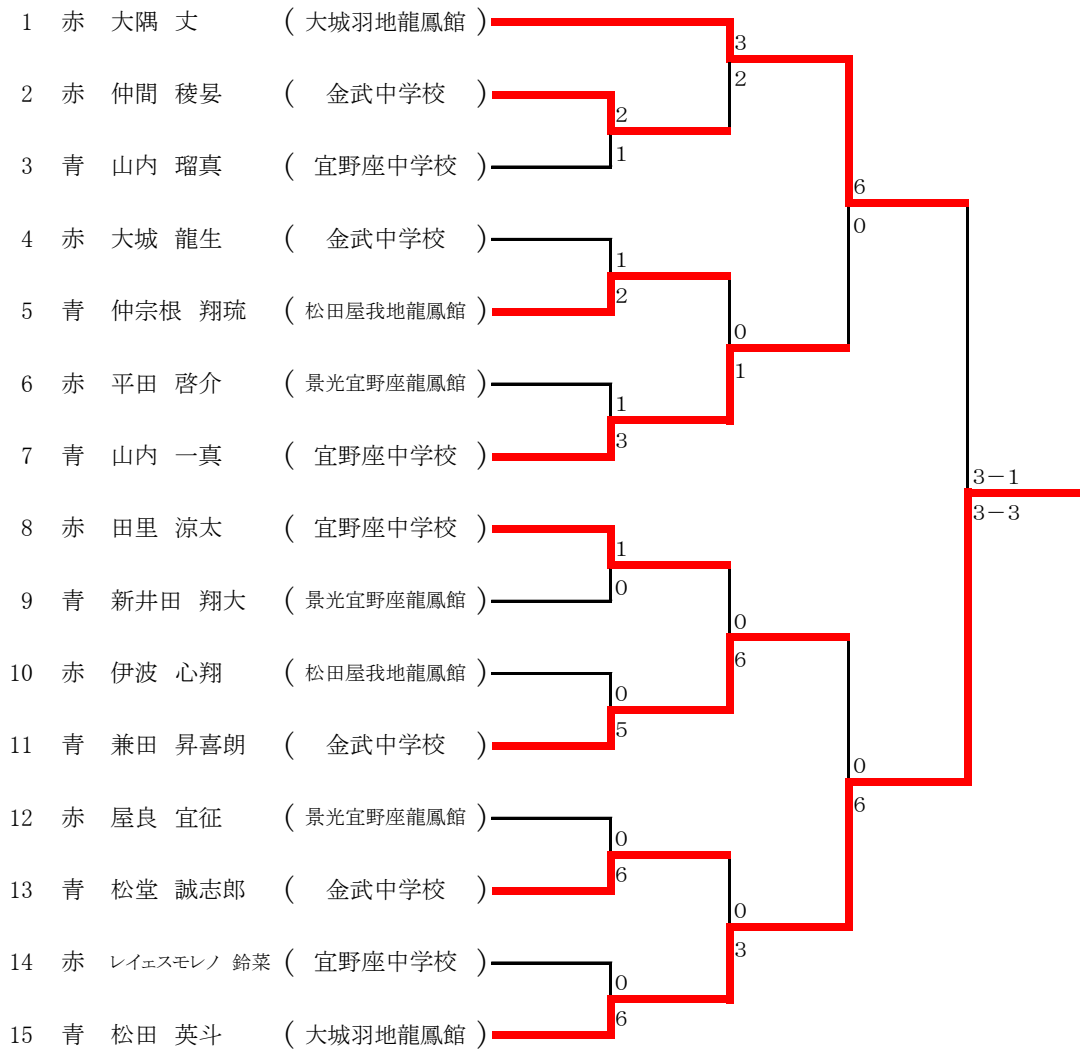 1 赤 大隅 丈 ( 大城羽地龍鳳館 )
3
2
2 赤 仲間 稜晏 ( 金武中学校 )
2
1
3 青 山内 瑠真 ( 宜野座中学校 )
6
0
4 赤 大城 龍生 ( 金武中学校 )
1
2
5 青 仲宗根 翔琉 ( 松田屋我地龍鳳館 )
0
1
6 赤 平田 啓介 ( 景光宜野座龍鳳館 )
1
3
7 青 山内 一真 ( 宜野座中学校 )
3−1
3−3
8 赤 田里 涼太 ( 宜野座中学校 )
1
0
9 青 新井田 翔大 ( 景光宜野座龍鳳館 )
0
6
10 赤 伊波 心翔 ( 松田屋我地龍鳳館 )
0
5
11 青 兼田 昇喜朗 ( 金武中学校 )
0
6
12 赤 屋良 宜征 ( 景光宜野座龍鳳館 )
0
6
13 青 松堂 誠志郎 ( 金武中学校 )
0
3
14 赤 レイェスモレノ 鈴菜 ( 宜野座中学校 )
0
6
15 青 松田 英斗 ( 大城羽地龍鳳館 )